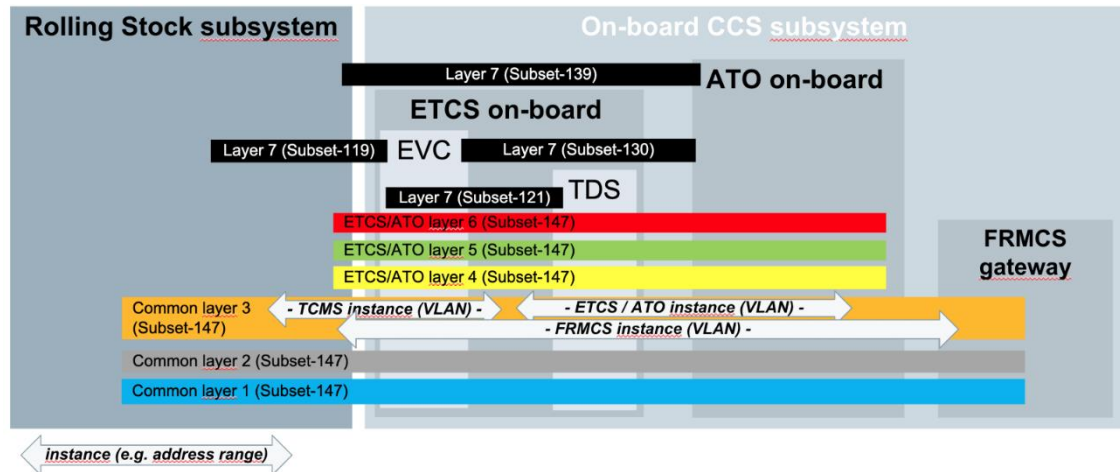 Rolling Stock subsystem
On-board CCS subsystem
Layer 7 (Subset-139)
ATO on-board
ETCS on-board
Layer 7 (Subset-119)
EVC
Layer 7 (Subset-130)
Layer 7 (Subset-121)
TDS
ETCS/ATO layer 6 (Subset-147)
ETCS/ATO layer 5 (Subset-147)
ETCS/ATO layer 4 (Subset-147)
FRMCS
gateway
Common layer 3
(Subset-147)
- TCMS instance (VLAN) -
- ETCS / ATO instance (VLAN) -
- FRMCS instance (VLAN) -
Common layer 2 (Subset-147)
Common layer 1 (Subset-147)
instance (e.g. address range)